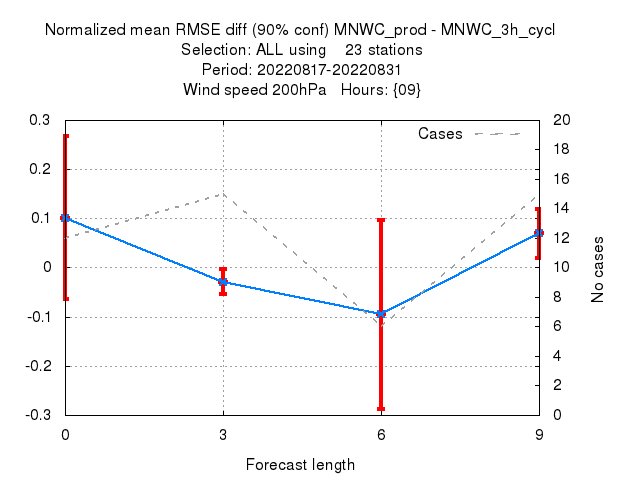 Normalized mean RMSE diff (90% conf) MNWC_prod - MNWC_3h_cycl
Selection: ALL using 23 stations
Period: 20220817-20220831
Wind speed 200hPa Hours: {09}
Cases
0.3
0.2
0.1
0
-0.1
-0.2
-0.3
20
18
16
14
12
10
8
6
4
2
0
No cases
0 3 6 9
Forecast length